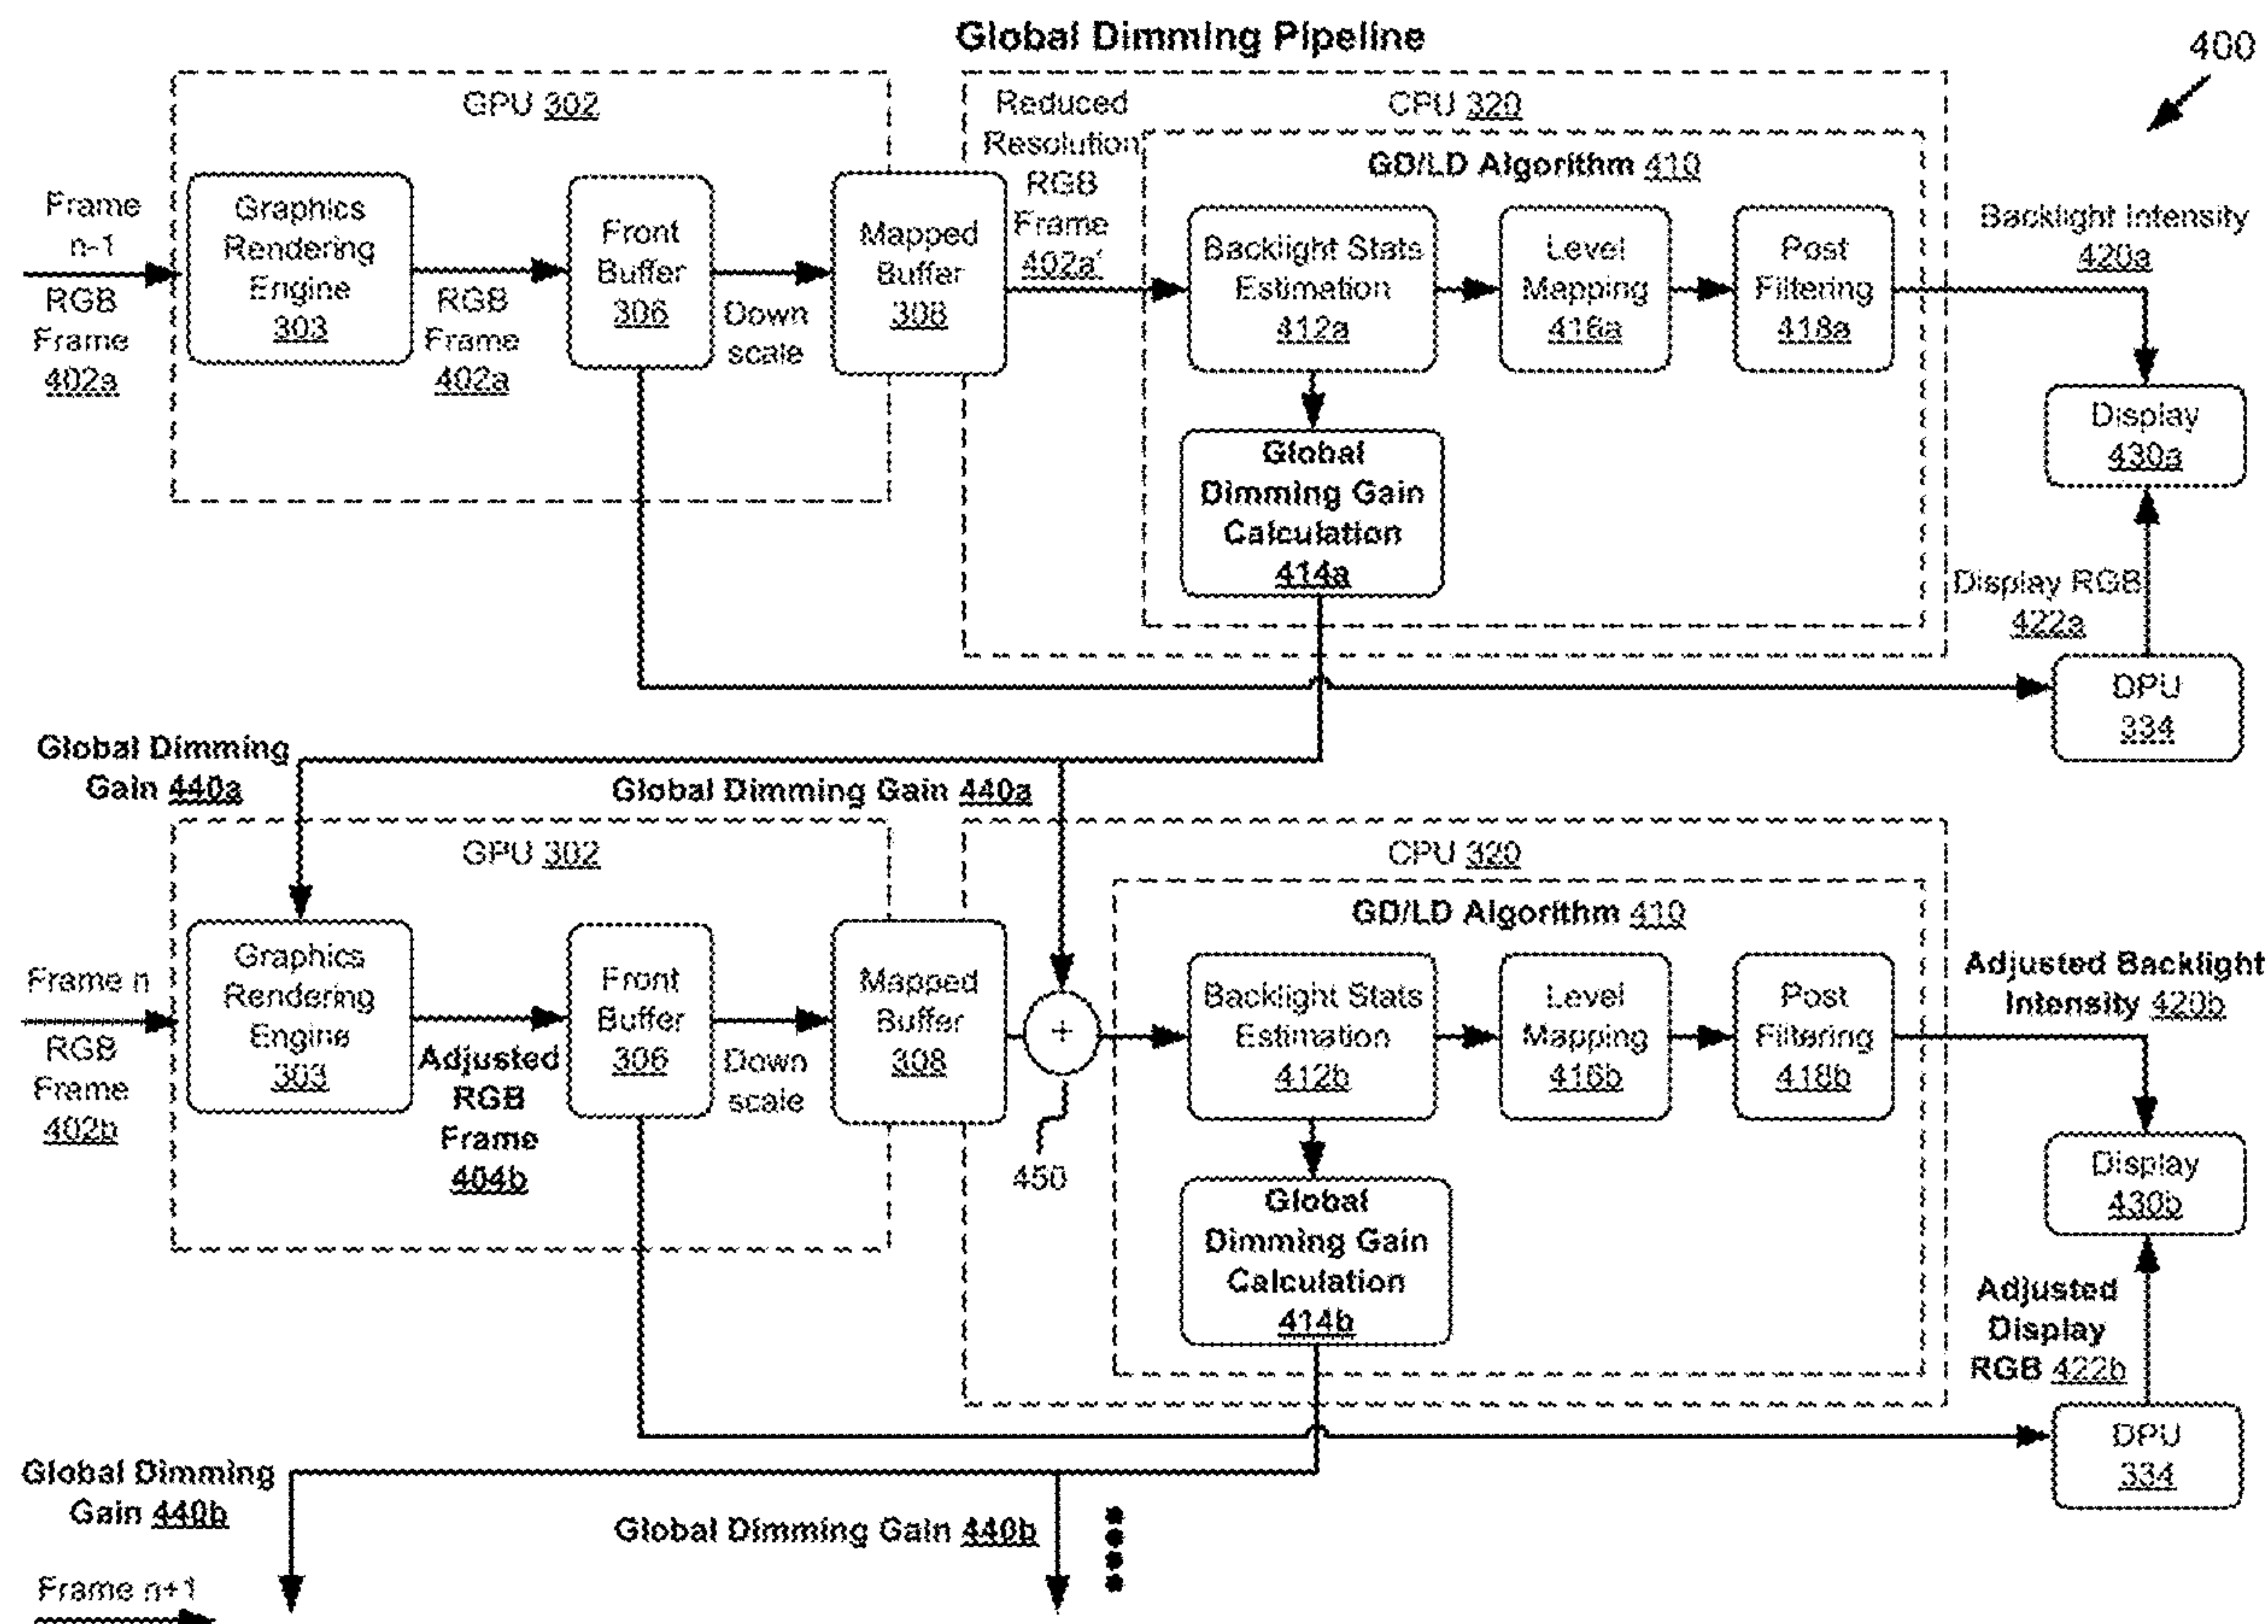 Global Dimming Pipeline
400
GPU 302
Frame
n-1
RGB
Frame
402a
Graphics
Rendering
Engine
303
RGB
Frame
402a
Front
Buffer
306
Down
scale
Mapped
Buffer
308
Reduced
Resolution
RGB
Frame
402a'
CPU 320
GD/LD Algorithm 410
Backlight Stats
Estimation
412a
Level
Mapping
416a
Post
Filtering
418a
Backlight Intensity
420a
Display
430a
Global
Dimming Gain
Calculation
414a
Display RGB
422a
DPU
334
Global Dimming
Gain 440a
Global Dimming Gain 440a
GPU 302
Frame n
RGB
Frame
402b
Graphics
Rendering
Engine
303
Adjusted
RGB
Frame
404b
Front
Buffer
306
Down
scale
Mapped
Buffer
308
+
450
CPU 320
GD/LD Algorithm 410
Backlight Stats
Estimation
412b
Level
Mapping
416b
Post
Filtering
418b
Adjusted Backlight
Intensity 420b
Display
430b
Global
Dimming Gain
Calculation
414b
Adjusted
Display
RGB 422b
DPU
334
Global Dimming
Gain 440b
Global Dimming Gain 440b
Frame n+1